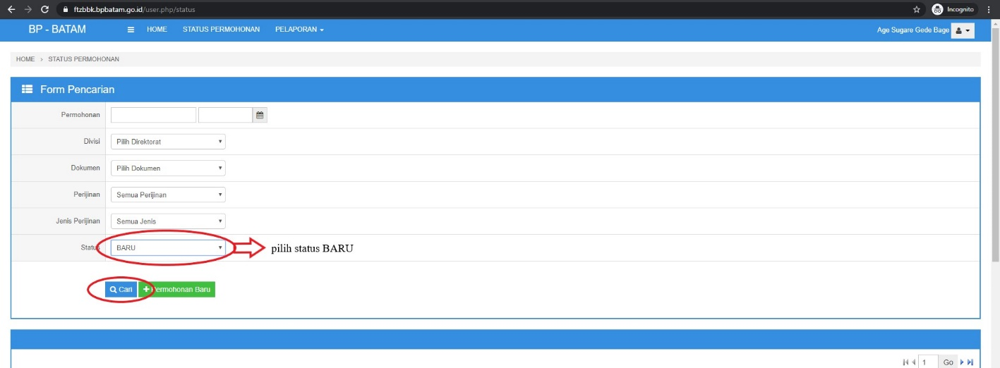 ftzbbk.bpbatam.go.id/user.php/status Incognito
BP - BATAM HOME STATUS PERMOHONAN PELAPORAN Age Sugare Gede Bage
HOME > STATUS PERMOHONAN
Form Pencarian
Permohonan
Divisi Pilih Direktorat
Dokumen Pilih Dokumen
Perijinan Semua Perijinan
Jenis Perijinan Semua Jenis
Status BARU pilih status BARU
Cari + Permohonan Baru
1 Go